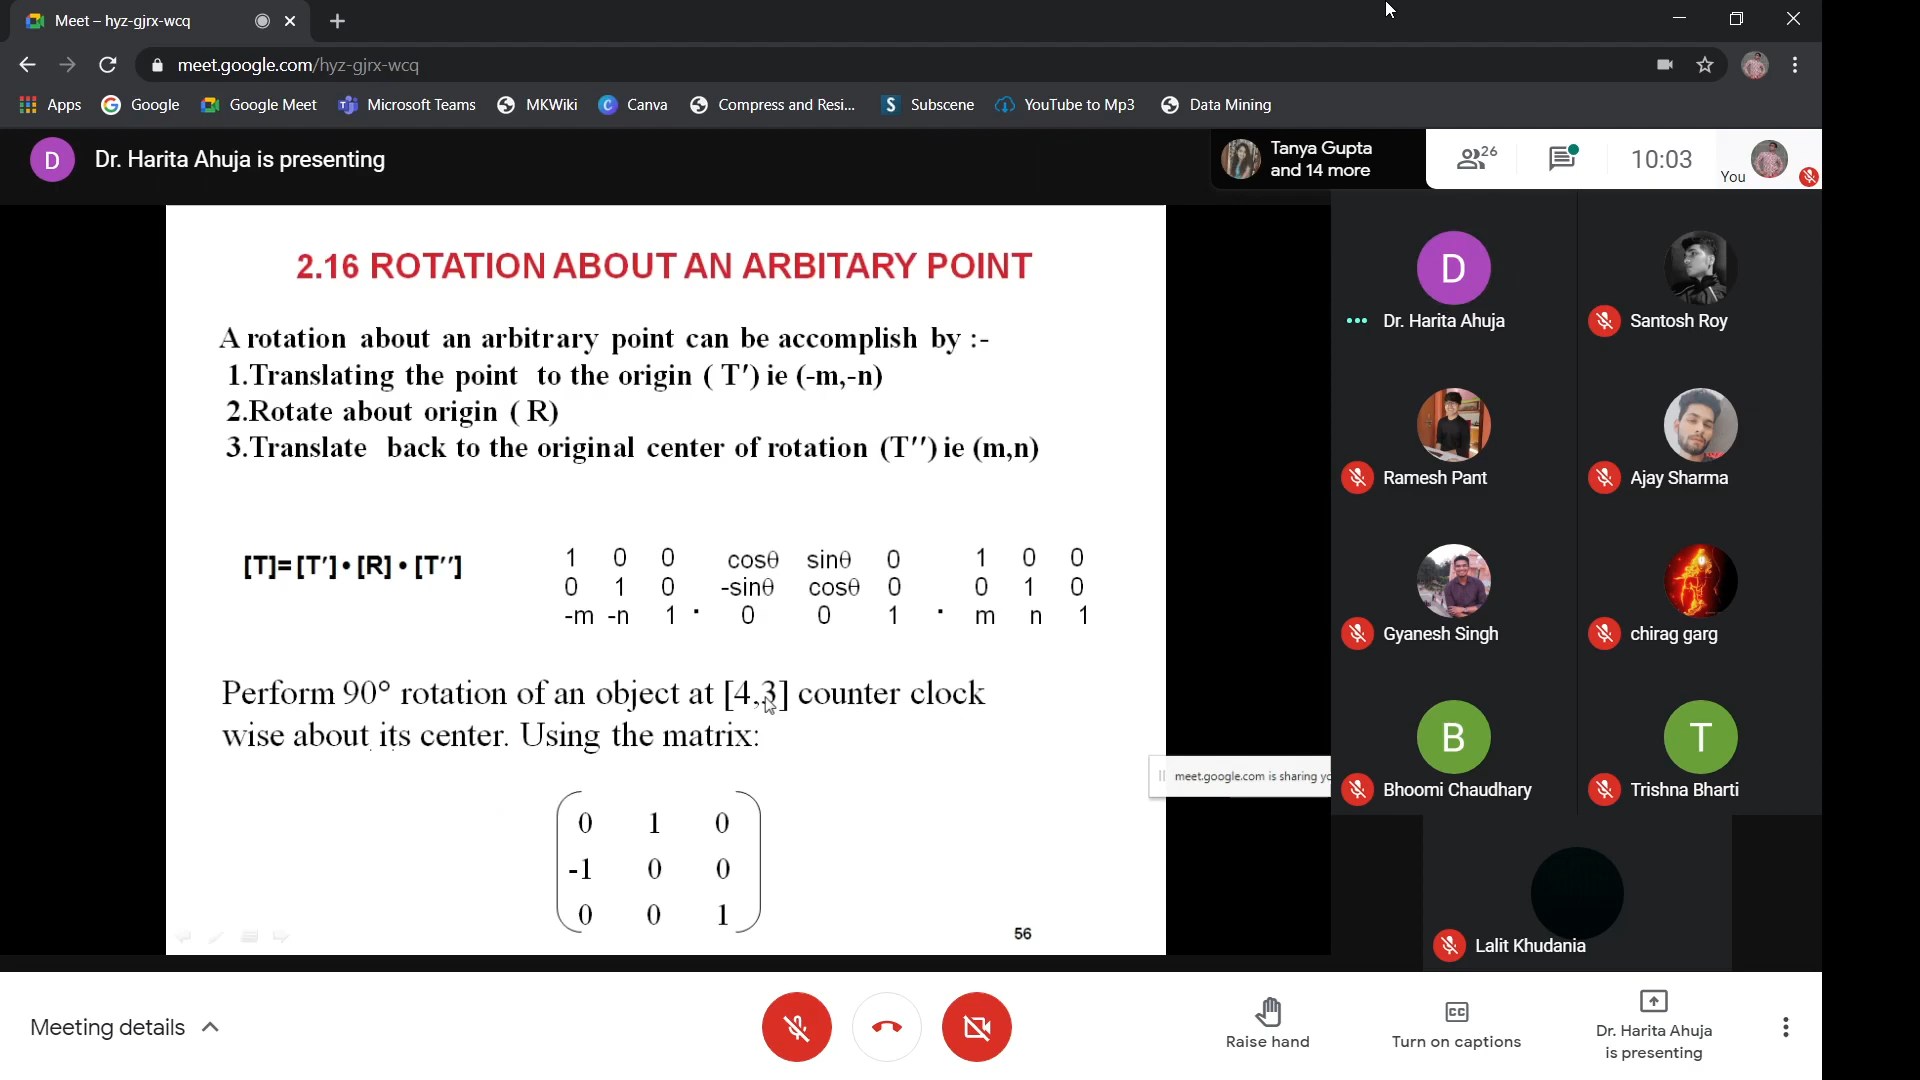 Meet – hyz-gjrx-wcq
meet.google.com/hyz-gjrx-wcq
Apps Google Google Meet Microsoft Teams MKWiki Canva Compress and Resi... Subscene YouTube to Mp3 Data Mining
D Dr. Harita Ahuja is presenting
Tanya Gupta
and 14 more
26
10:03
You
2.16 ROTATION ABOUT AN ARBITARY POINT
A rotation about an arbitrary point can be accomplish by :-
1.Translating the point to the origin ( T′) ie (-m,-n)
2.Rotate about origin ( R)
3.Translate back to the original center of rotation (T′′) ie (m,n)
[T]=[T′] • [R] • [T′′]
1 0 0 cosθ sinθ 0 1 0 0
0 1 0 -sinθ cosθ 0 0 1 0
-m -n 1 . 0 0 1 . m n 1
Perform 90° rotation of an object at [4,3] counter clock
wise about its center. Using the matrix:
0 1 0
-1 0 0
0 0 1
56
meet.google.com is sharing yo
D
Dr. Harita Ahuja
Santosh Roy
Ramesh Pant
Ajay Sharma
Gyanesh Singh
chirag garg
B
Bhoomi Chaudhary
T
Trishna Bharti
Lalit Khudania
Meeting details
Raise hand
CC
Turn on captions
Dr. Harita Ahuja
is presenting